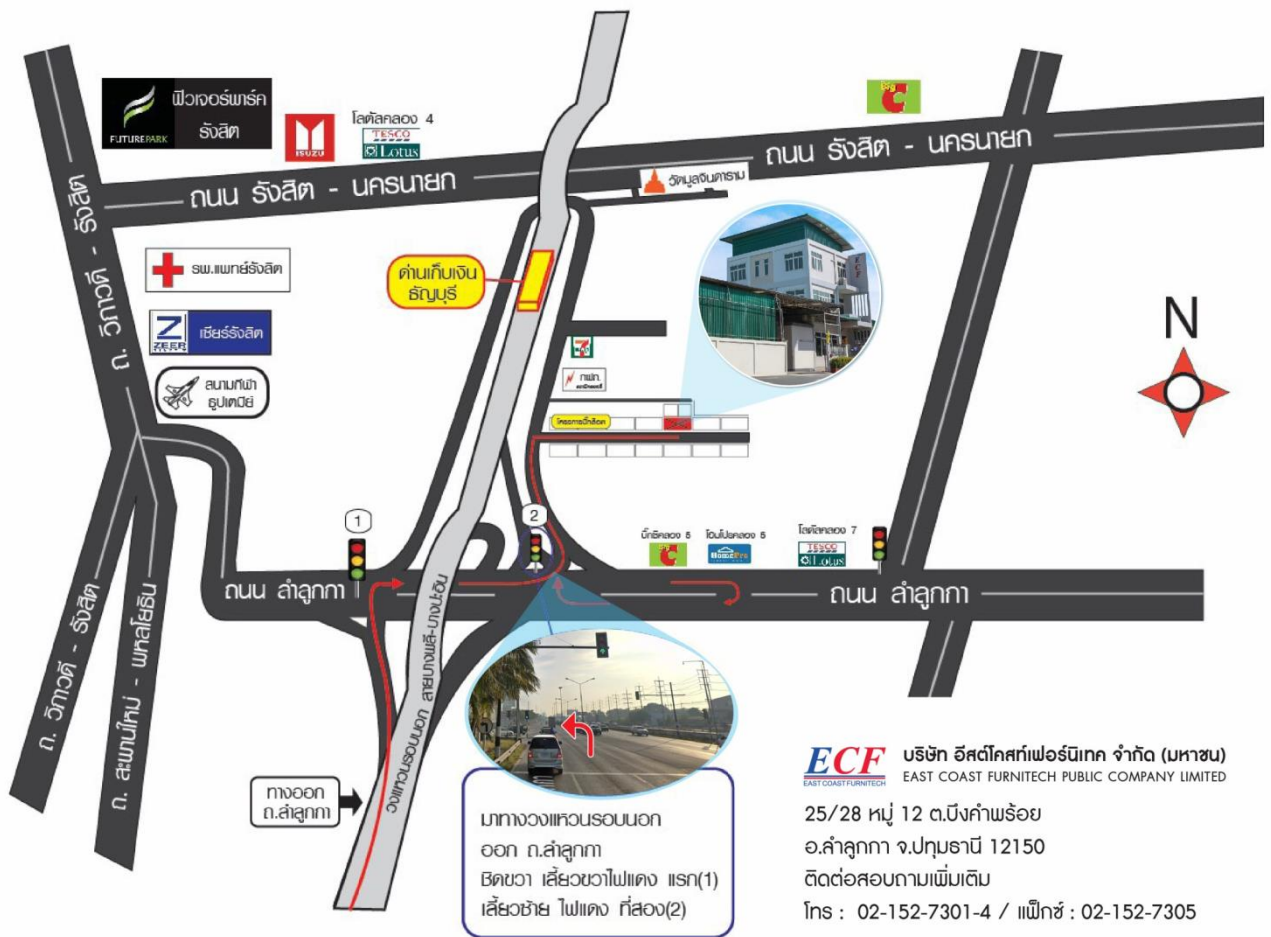 FUTUREPARK
ฟิวเจอร์พาร์ค
รังสิต
ISUZU
โลตัสคลอง 4
TESCO
Lotus
Big
C
ถนน รังสิต - นครนายก
ถนน รังสิต - นครนายก
วัดมูลจินดาราม
ถ. วิภาวดี - รังสิต
รพ.แพทย์รังสิต
ด่านเก็บเงิน
ธัญบุรี
ECF
N
Z
ZEER
เซียร์รังสิต
สนามกีฬา
ธูปเตมีย์
7
กฟภ.
1
2
บิ๊กซีคลอง 5
โฮมโปรคลอง 5
โลตัสคลอง 7
C
HomePro
TESCO
Lotus
ถนน ลำลูกกา
ถนน ลำลูกกา
วงแหวนรอบนอก สายบางพลี-บางปะอิน
ถ. วิภาวดี - รังสิต
ถ. สะพานใหม่ - พหลโยธิน
ทางออก
ถ.ลำลูกกา
มาทางวงแหวนรอบนอก
ออก ถ.ลำลูกกา
ชิดขวา เลี้ยวขวาไฟแดง แรก(1)
เลี้ยวซ้าย ไฟแดง ที่สอง(2)
ECF
EAST COAST FURNITECH
บริษัท อีสต์โคสท์เฟอร์นิเทค จำกัด (มหาชน)
EAST COAST FURNITECH PUBLIC COMPANY LIMITED
25/28 หมู่ 12 ต.บึงคำพร้อย
อ.ลำลูกกา จ.ปทุมธานี 12150
ติดต่อสอบถามเพิ่มเติม
โทร : 02-152-7301-4 / แฟ็กซ์ : 02-152-7305